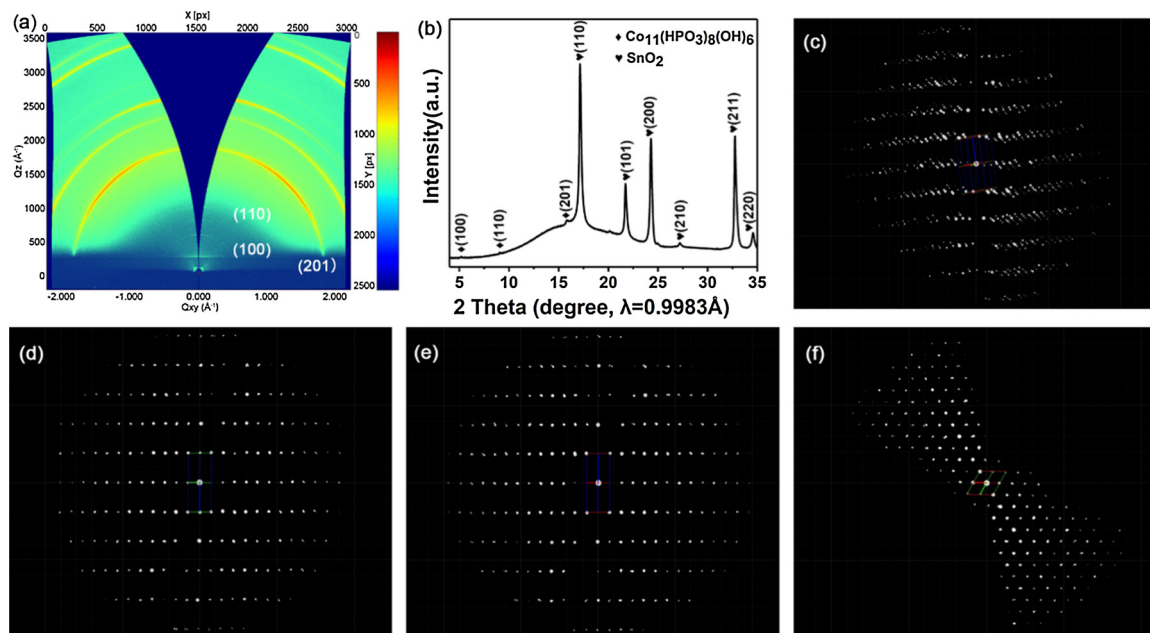 (a)
X [px]
0 500 1000 1500 2000 2500 3000
3500
3000
2500
2000
1500
1000
500
0
Qz (Å⁻¹)
(110)
(100)
(201)
-2.000 -1.000 0.000 1.000 2.000
Qxy (Å⁻¹)
0
500
1000
1500
2000
2500
Y [px]
(b)
♦ Co11(HPO3)8(OH)6
♥ SnO2
Intensity(a.u.)
♦(100)
♦(110)
♦(201)
♥(110)
♥(101)
♥(200)
♥(210)
♥(211)
♥(220)
5 10 15 20 25 30 35
2 Theta (degree, λ=0.9983Å)
(c)
(d)
(e)
(f)